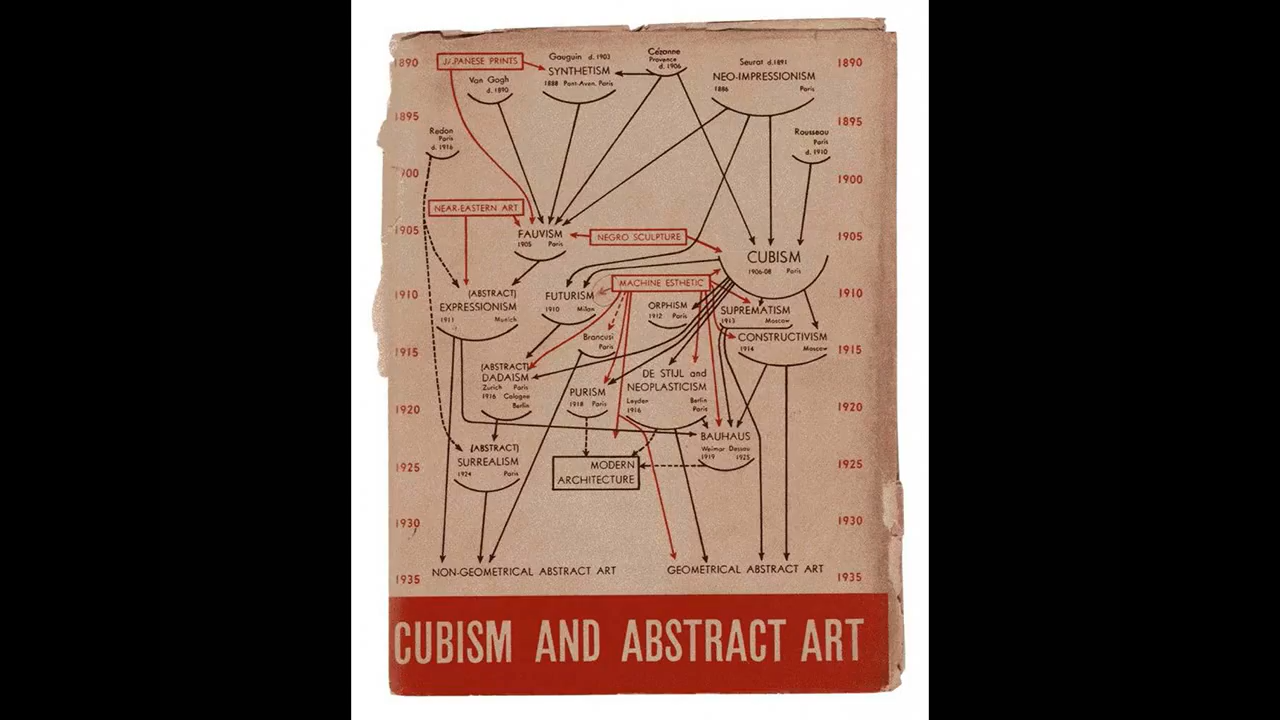 1890
JAPANESE PRINTS
Gauguin d. 1903
SYNTHETISM
1888 Pont-Aven, Paris
Cézanne
Provence
d. 1906
Seurat d.1891
NEO-IMPRESSIONISM
1886 Paris
1890
Van Gogh
d. 1890
1895
1895
Redon
Paris
d. 1916
Rousseau
Paris
d. 1910
1900
1900
NEAR-EASTERN ART
1905
FAUVISM
1905 Paris
NEGRO SCULPTURE
1905
CUBISM
1906-08 Paris
1910
(ABSTRACT)
EXPRESSIONISM
1911 Munich
FUTURISM
1910 Milan
MACHINE ESTHETIC
ORPHISM
1912 Paris
SUPREMATISM
1913 Moscow
1910
Brancusi
Paris
CONSTRUCTIVISM
1914 Moscow
1915
1915
(ABSTRACT)
DADAISM
Zurich Paris
1916 Cologne
Berlin
PURISM
1918 Paris
DE STIJL and
NEOPLASTICISM
Leyden Berlin
1916 Paris
1920
1920
BAUHAUS
Weimar Dessau
1919 1925
(ABSTRACT)
SURREALISM
1924 Paris
MODERN
ARCHITECTURE
1925
1925
1930
1930
NON-GEOMETRICAL ABSTRACT ART
GEOMETRICAL ABSTRACT ART
1935
1935
CUBISM AND ABSTRACT ART